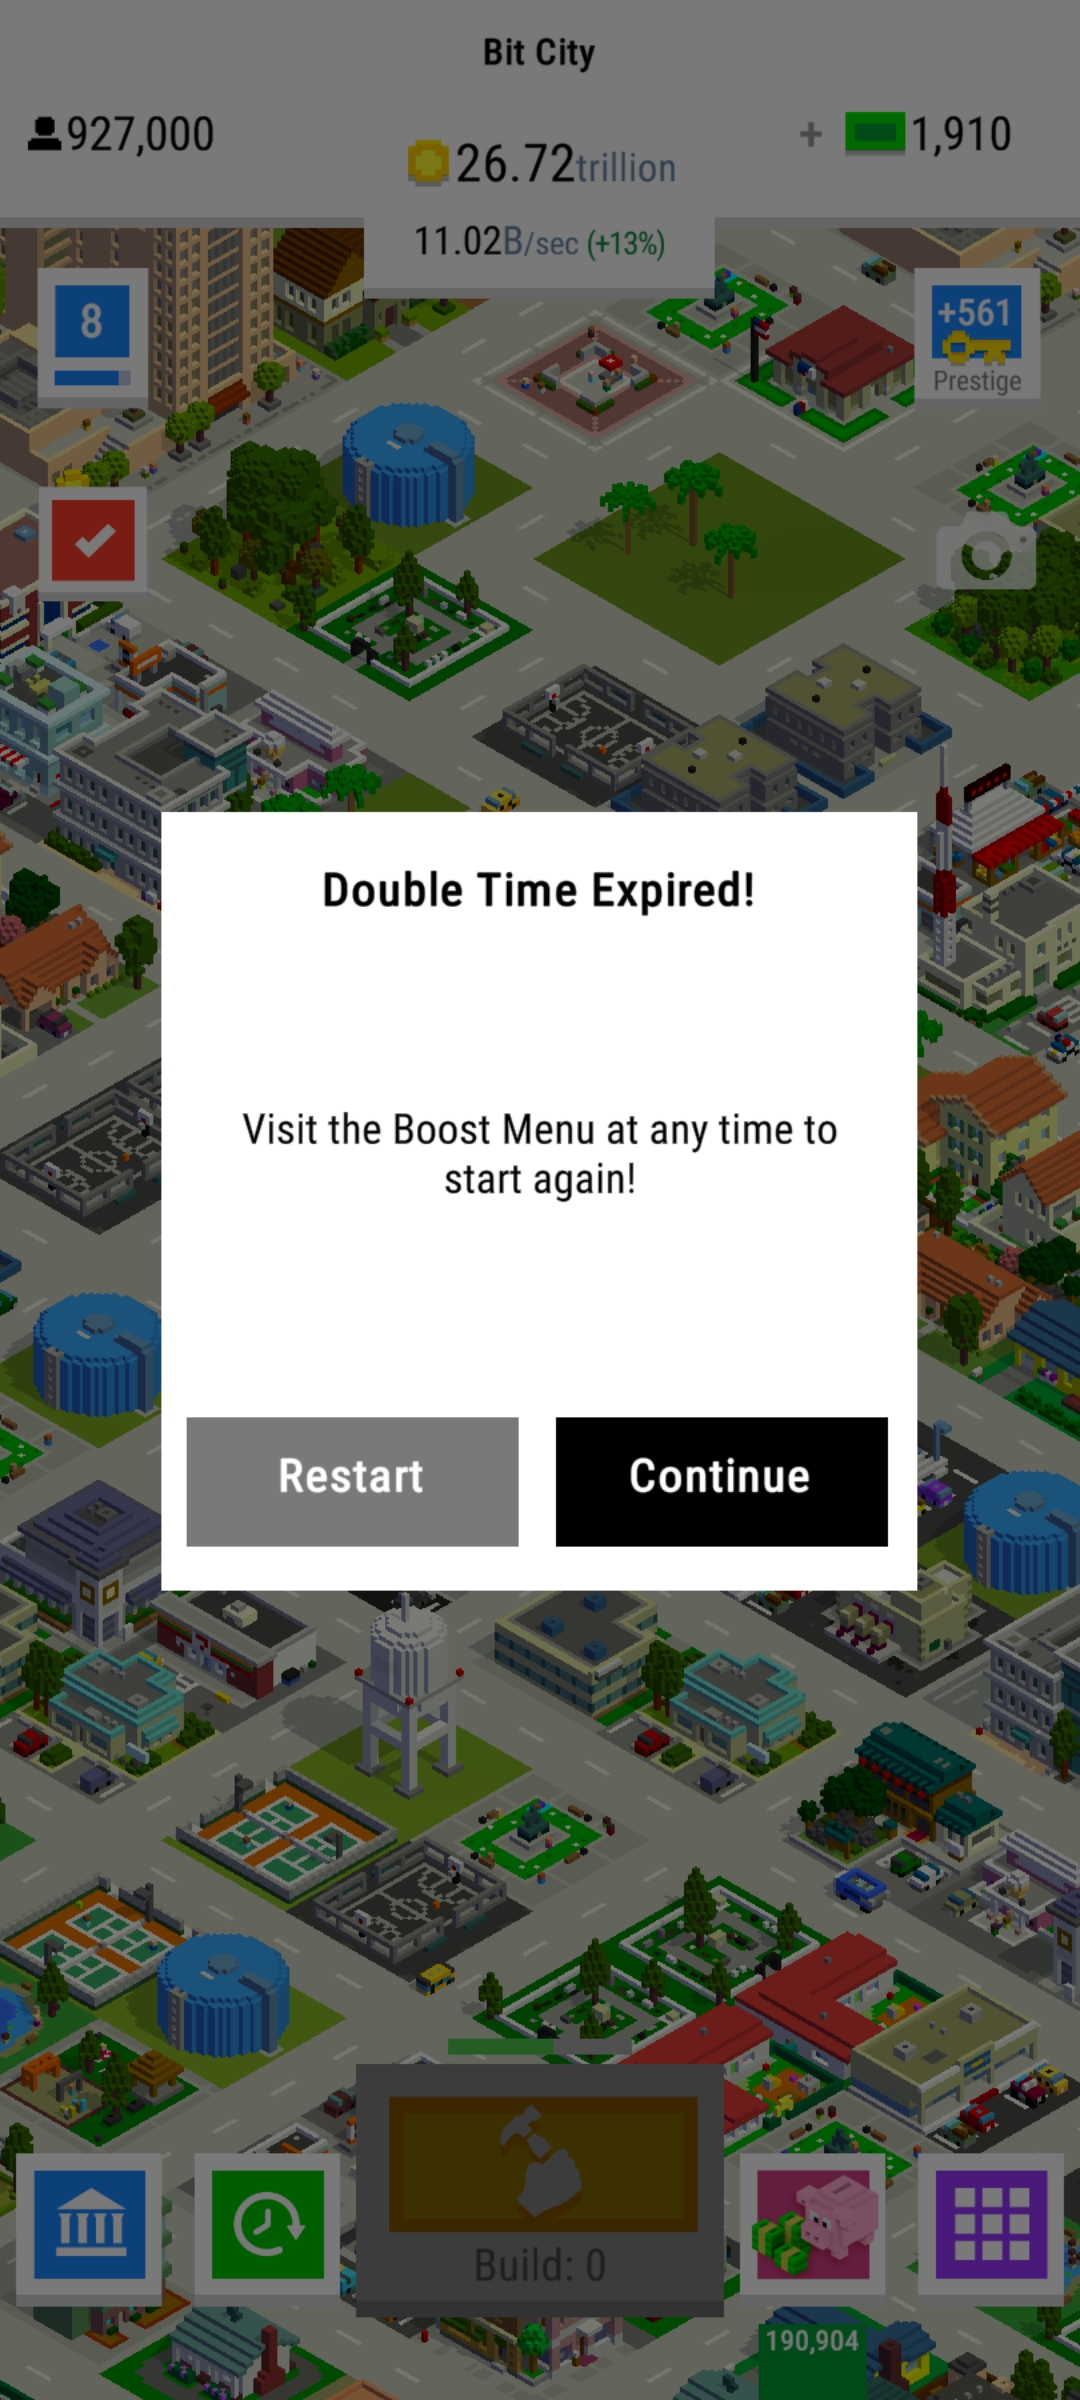 Bit City
927,000
26.72trillion
+ 1,910
11.02B/sec (+13%)
8
+561
Prestige
Double Time Expired!
Visit the Boost Menu at any time to
start again!
Restart
Continue
Build: 0
190,904